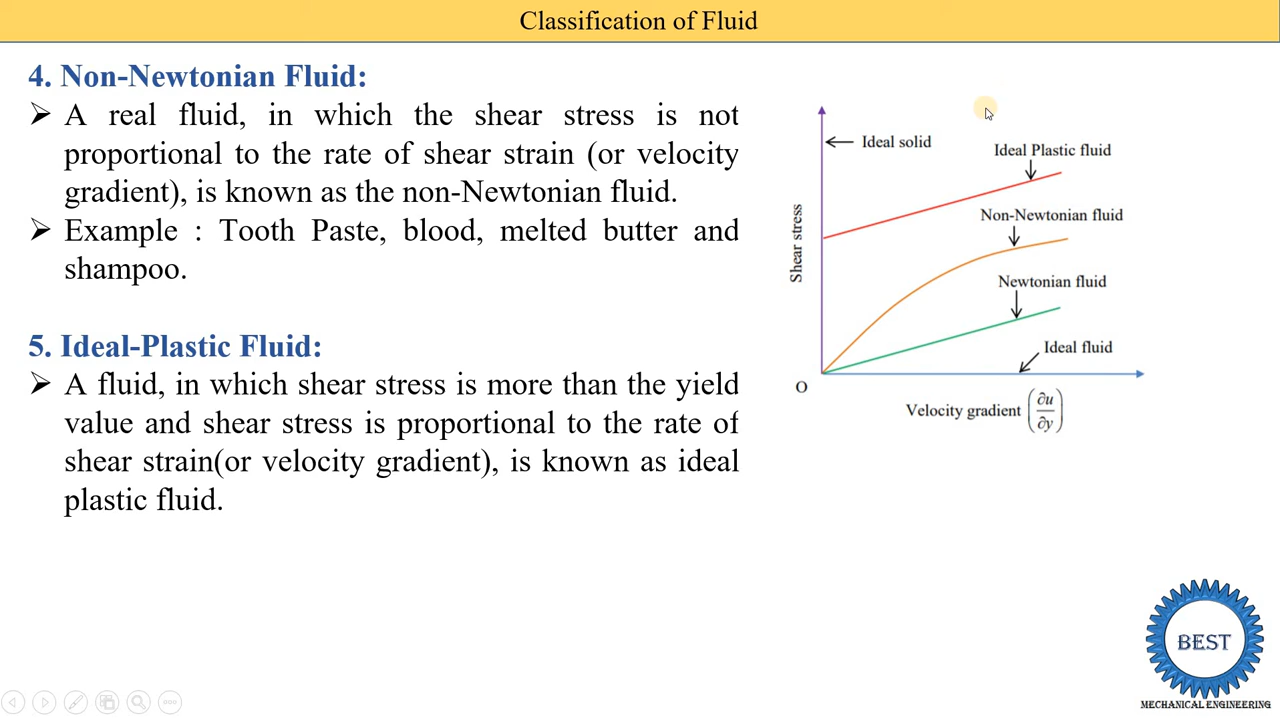 Classification of Fluid
4. Non-Newtonian Fluid:
➢ A real fluid, in which the shear stress is not
proportional to the rate of shear strain (or velocity
gradient), is known as the non-Newtonian fluid.
➢ Example : Tooth Paste, blood, melted butter and
shampoo.
5. Ideal-Plastic Fluid:
➢ A fluid, in which shear stress is more than the yield
value and shear stress is proportional to the rate of
shear strain(or velocity gradient), is known as ideal
plastic fluid.
Ideal solid
Ideal Plastic fluid
Non-Newtonian fluid
Newtonian fluid
Ideal fluid
Shear stress
O
Velocity gradient (∂u/∂y)
BEST
MECHANICAL ENGINEERING